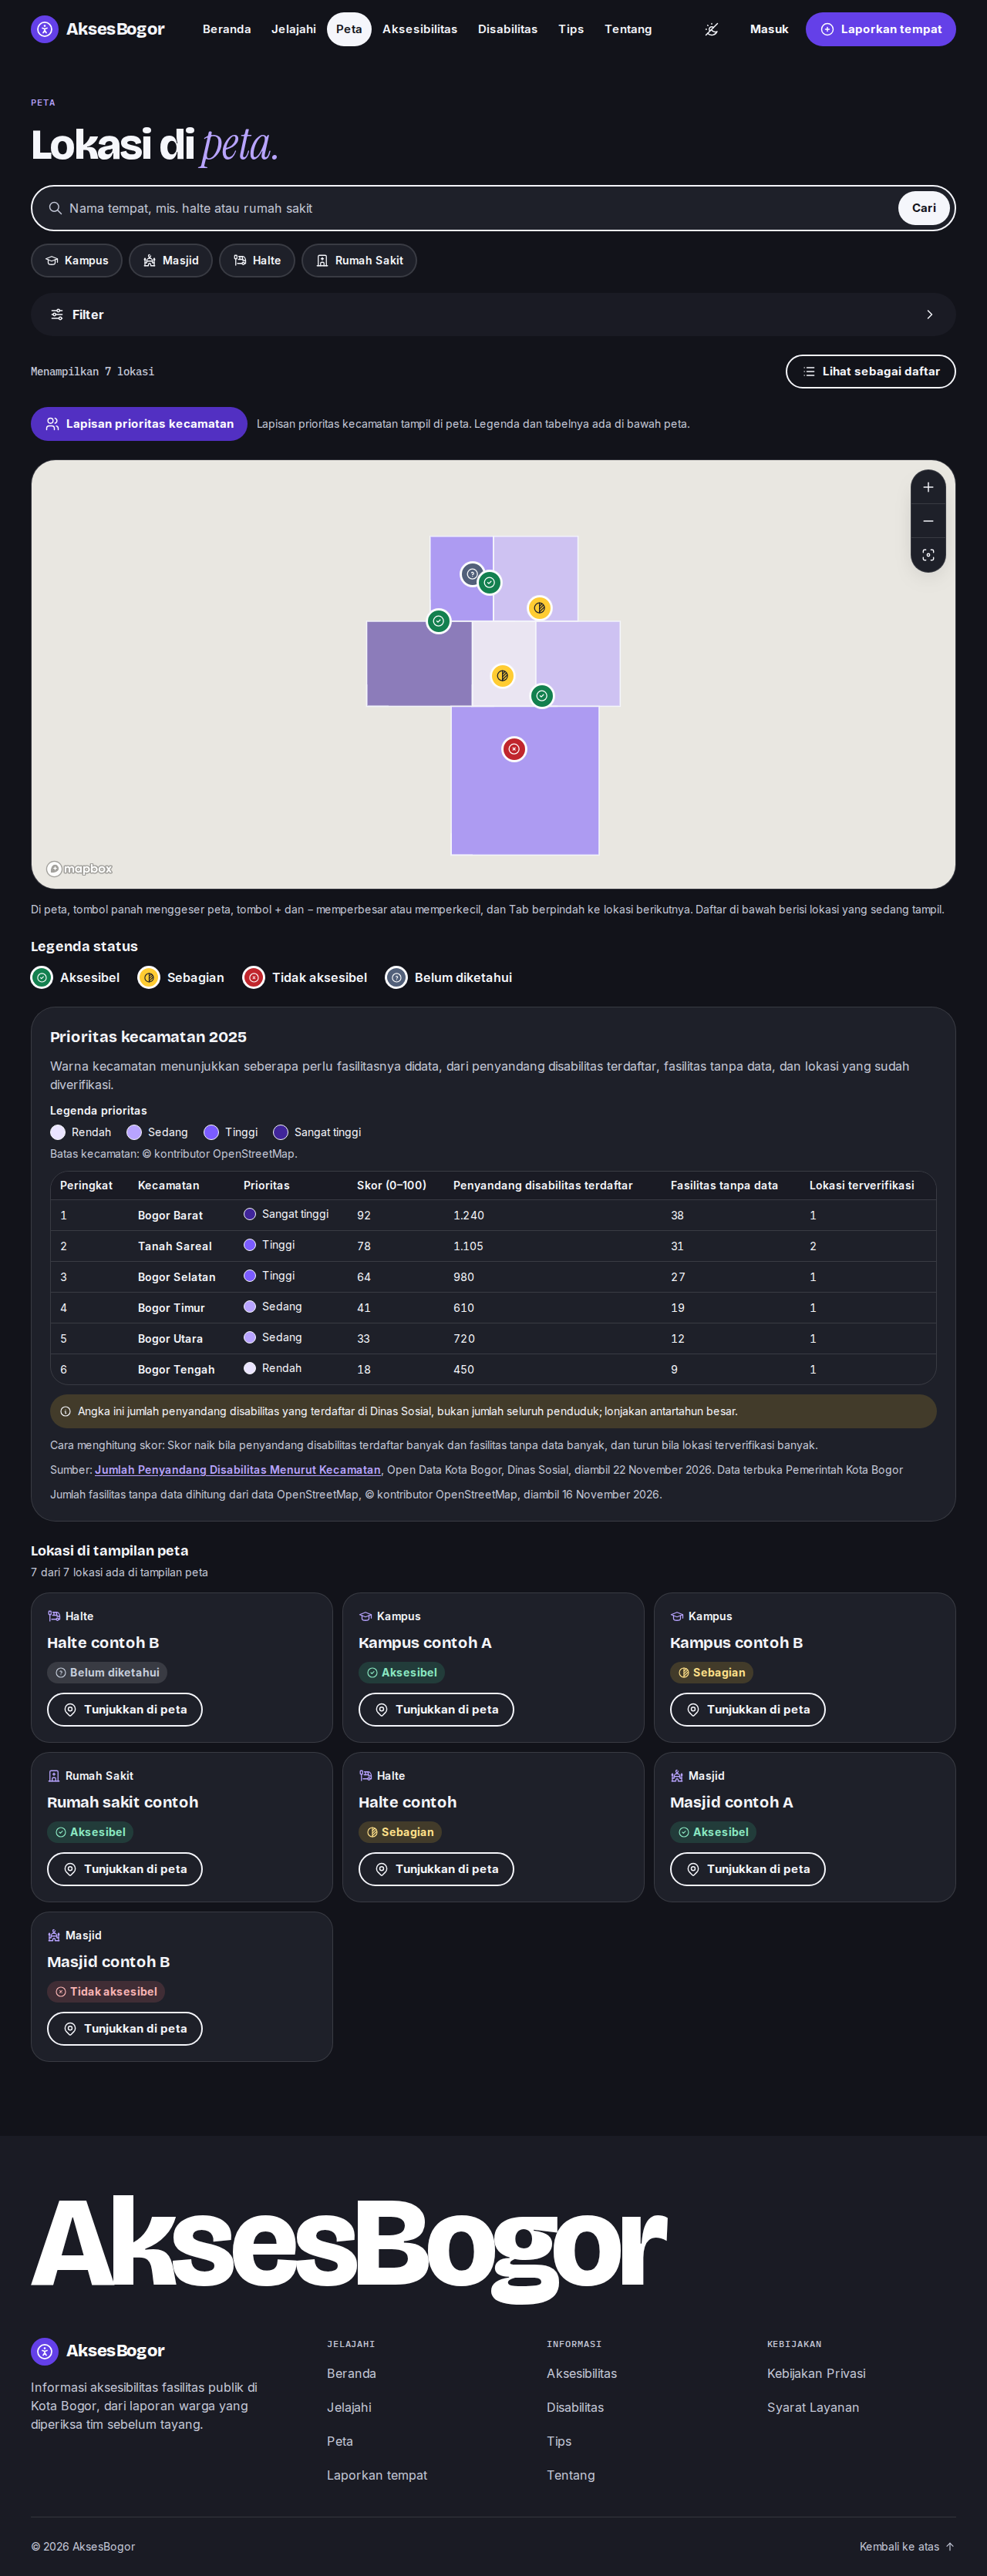 AksesBogor
Beranda Jelajahi Peta Aksesibilitas Disabilitas Tips Tentang Masuk Laporkan tempat
PETA
Lokasi di peta.
Nama tempat, mis. halte atau rumah sakit Cari
Kampus Masjid Halte Rumah Sakit
Filter
Menampilkan 7 lokasi Lihat sebagai daftar
Lapisan prioritas kecamatan Lapisan prioritas kecamatan tampil di peta. Legenda dan tabelnya ada di bawah peta.
mapbox
Di peta, tombol panah menggeser peta, tombol + dan − memperbesar atau memperkecil, dan Tab berpindah ke lokasi berikutnya. Daftar di bawah berisi lokasi yang sedang tampil.
Legenda status
Aksesibel Sebagian Tidak aksesibel Belum diketahui
Prioritas kecamatan 2025
Warna kecamatan menunjukkan seberapa perlu fasilitasnya didata, dari penyandang disabilitas terdaftar, fasilitas tanpa data, dan lokasi yang sudah
diverifikasi.
Legenda prioritas
Rendah Sedang Tinggi Sangat tinggi
Batas kecamatan: © kontributor OpenStreetMap.
Peringkat Kecamatan Prioritas Skor (0–100) Penyandang disabilitas terdaftar Fasilitas tanpa data Lokasi terverifikasi
1 Bogor Barat Sangat tinggi 92 1.240 38 1
2 Tanah Sareal Tinggi 78 1.105 31 2
3 Bogor Selatan Tinggi 64 980 27 1
4 Bogor Timur Sedang 41 610 19 1
5 Bogor Utara Sedang 33 720 12 1
6 Bogor Tengah Rendah 18 450 9 1
Angka ini jumlah penyandang disabilitas yang terdaftar di Dinas Sosial, bukan jumlah seluruh penduduk; lonjakan antartahun besar.
Cara menghitung skor: Skor naik bila penyandang disabilitas terdaftar banyak dan fasilitas tanpa data banyak, dan turun bila lokasi terverifikasi banyak.
Sumber: Jumlah Penyandang Disabilitas Menurut Kecamatan, Open Data Kota Bogor, Dinas Sosial, diambil 22 November 2026. Data terbuka Pemerintah Kota Bogor
Jumlah fasilitas tanpa data dihitung dari data OpenStreetMap, © kontributor OpenStreetMap, diambil 16 November 2026.
Lokasi di tampilan peta
7 dari 7 lokasi ada di tampilan peta
Halte
Halte contoh B
Belum diketahui
Tunjukkan di peta
Kampus
Kampus contoh A
Aksesibel
Tunjukkan di peta
Kampus
Kampus contoh B
Sebagian
Tunjukkan di peta
Rumah Sakit
Rumah sakit contoh
Aksesibel
Tunjukkan di peta
Halte
Halte contoh
Sebagian
Tunjukkan di peta
Masjid
Masjid contoh A
Aksesibel
Tunjukkan di peta
Masjid
Masjid contoh B
Tidak aksesibel
Tunjukkan di peta
AksesBogor
AksesBogor
Informasi aksesibilitas fasilitas publik di
Kota Bogor, dari laporan warga yang
diperiksa tim sebelum tayang.
JELAJAHI
Beranda
Jelajahi
Peta
Laporkan tempat
INFORMASI
Aksesibilitas
Disabilitas
Tips
Tentang
KEBIJAKAN
Kebijakan Privasi
Syarat Layanan
© 2026 AksesBogor Kembali ke atas ↑